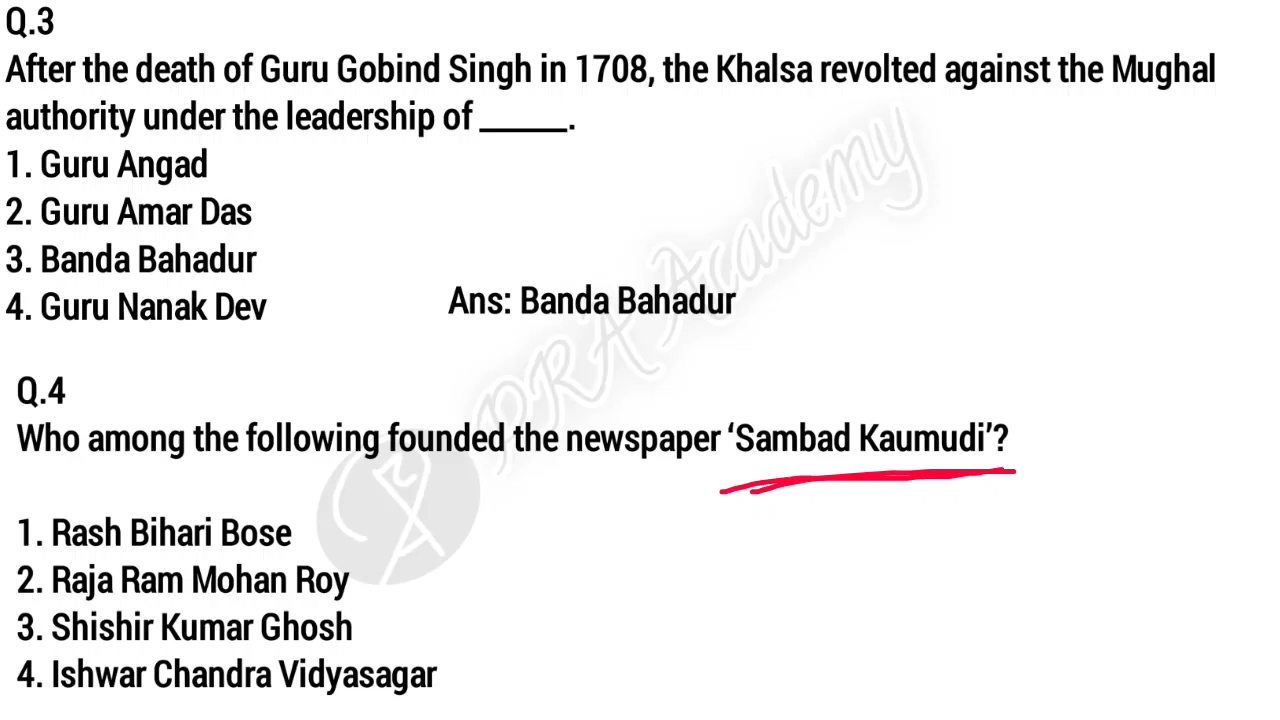 Q.3
After the death of Guru Gobind Singh in 1708, the Khalsa revolted against the Mughal
authority under the leadership of ______.
1. Guru Angad
2. Guru Amar Das
3. Banda Bahadur
4. Guru Nanak Dev
Ans: Banda Bahadur
PRA Academy
Q.4
Who among the following founded the newspaper ‘Sambad Kaumudi’?
1. Rash Bihari Bose
2. Raja Ram Mohan Roy
3. Shishir Kumar Ghosh
4. Ishwar Chandra Vidyasagar